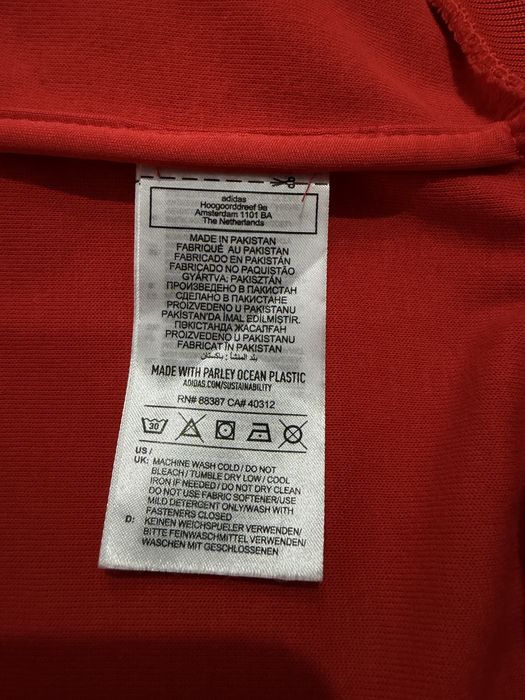 adidas
Hoogoorddreef 9a
Amsterdam 1101 BA
The Netherlands
MADE IN PAKISTAN
FABRIQUÉ AU PAKISTAN
FABRICADO EN PAKISTÁN
FABRICADO NO PAQUISTÃO
GYÁRTVA: PAKISZTÁN
ПРОИЗВЕДЕНО В ПАКИСТАН
СДЕЛАНО В ПАКИСТАНЕ
PROIZVEDENO U PAKISTANU
PAKISTAN'DA İMAL EDİLMİŞTİR.
ПӘКІСТАНДА ЖАСАЛҒАН
PROIZVEDENO U PAKISTANU
FABRICAT ÎN PAKISTAN
بلد المنشأ: باكستان
MADE WITH PARLEY OCEAN PLASTIC
ADIDAS.COM/SUSTAINABILITY
RN# 88387 CA# 40312
30
US /
UK: MACHINE WASH COLD / DO NOT
BLEACH / TUMBLE DRY LOW / COOL
IRON IF NEEDED / DO NOT DRY CLEAN
DO NOT USE FABRIC SOFTENER/USE
MILD DETERGENT ONLY/WASH WITH
FASTENERS CLOSED
D: KEINEN WEICHSPUELER VERWENDEN/
BITTE FEINWASCHMITTEL VERWENDEN/
WASCHEN MIT GESCHLOSSENEN